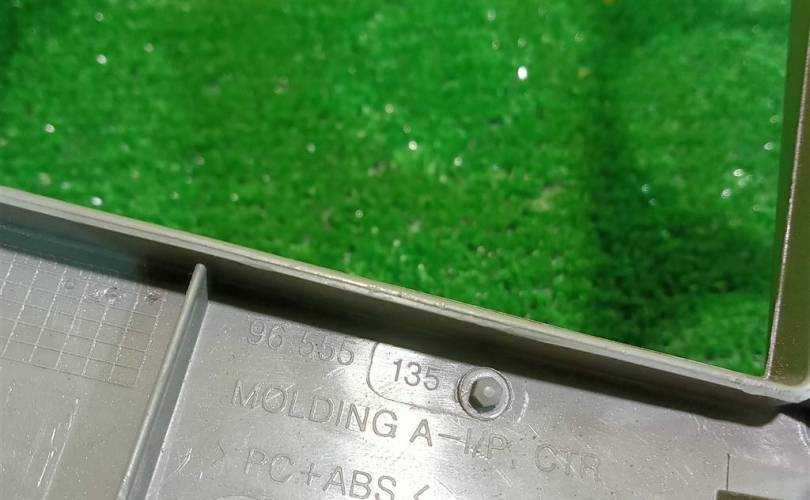 96 555 135
MOLDING A-I/P, CTR
> PC+ABS <